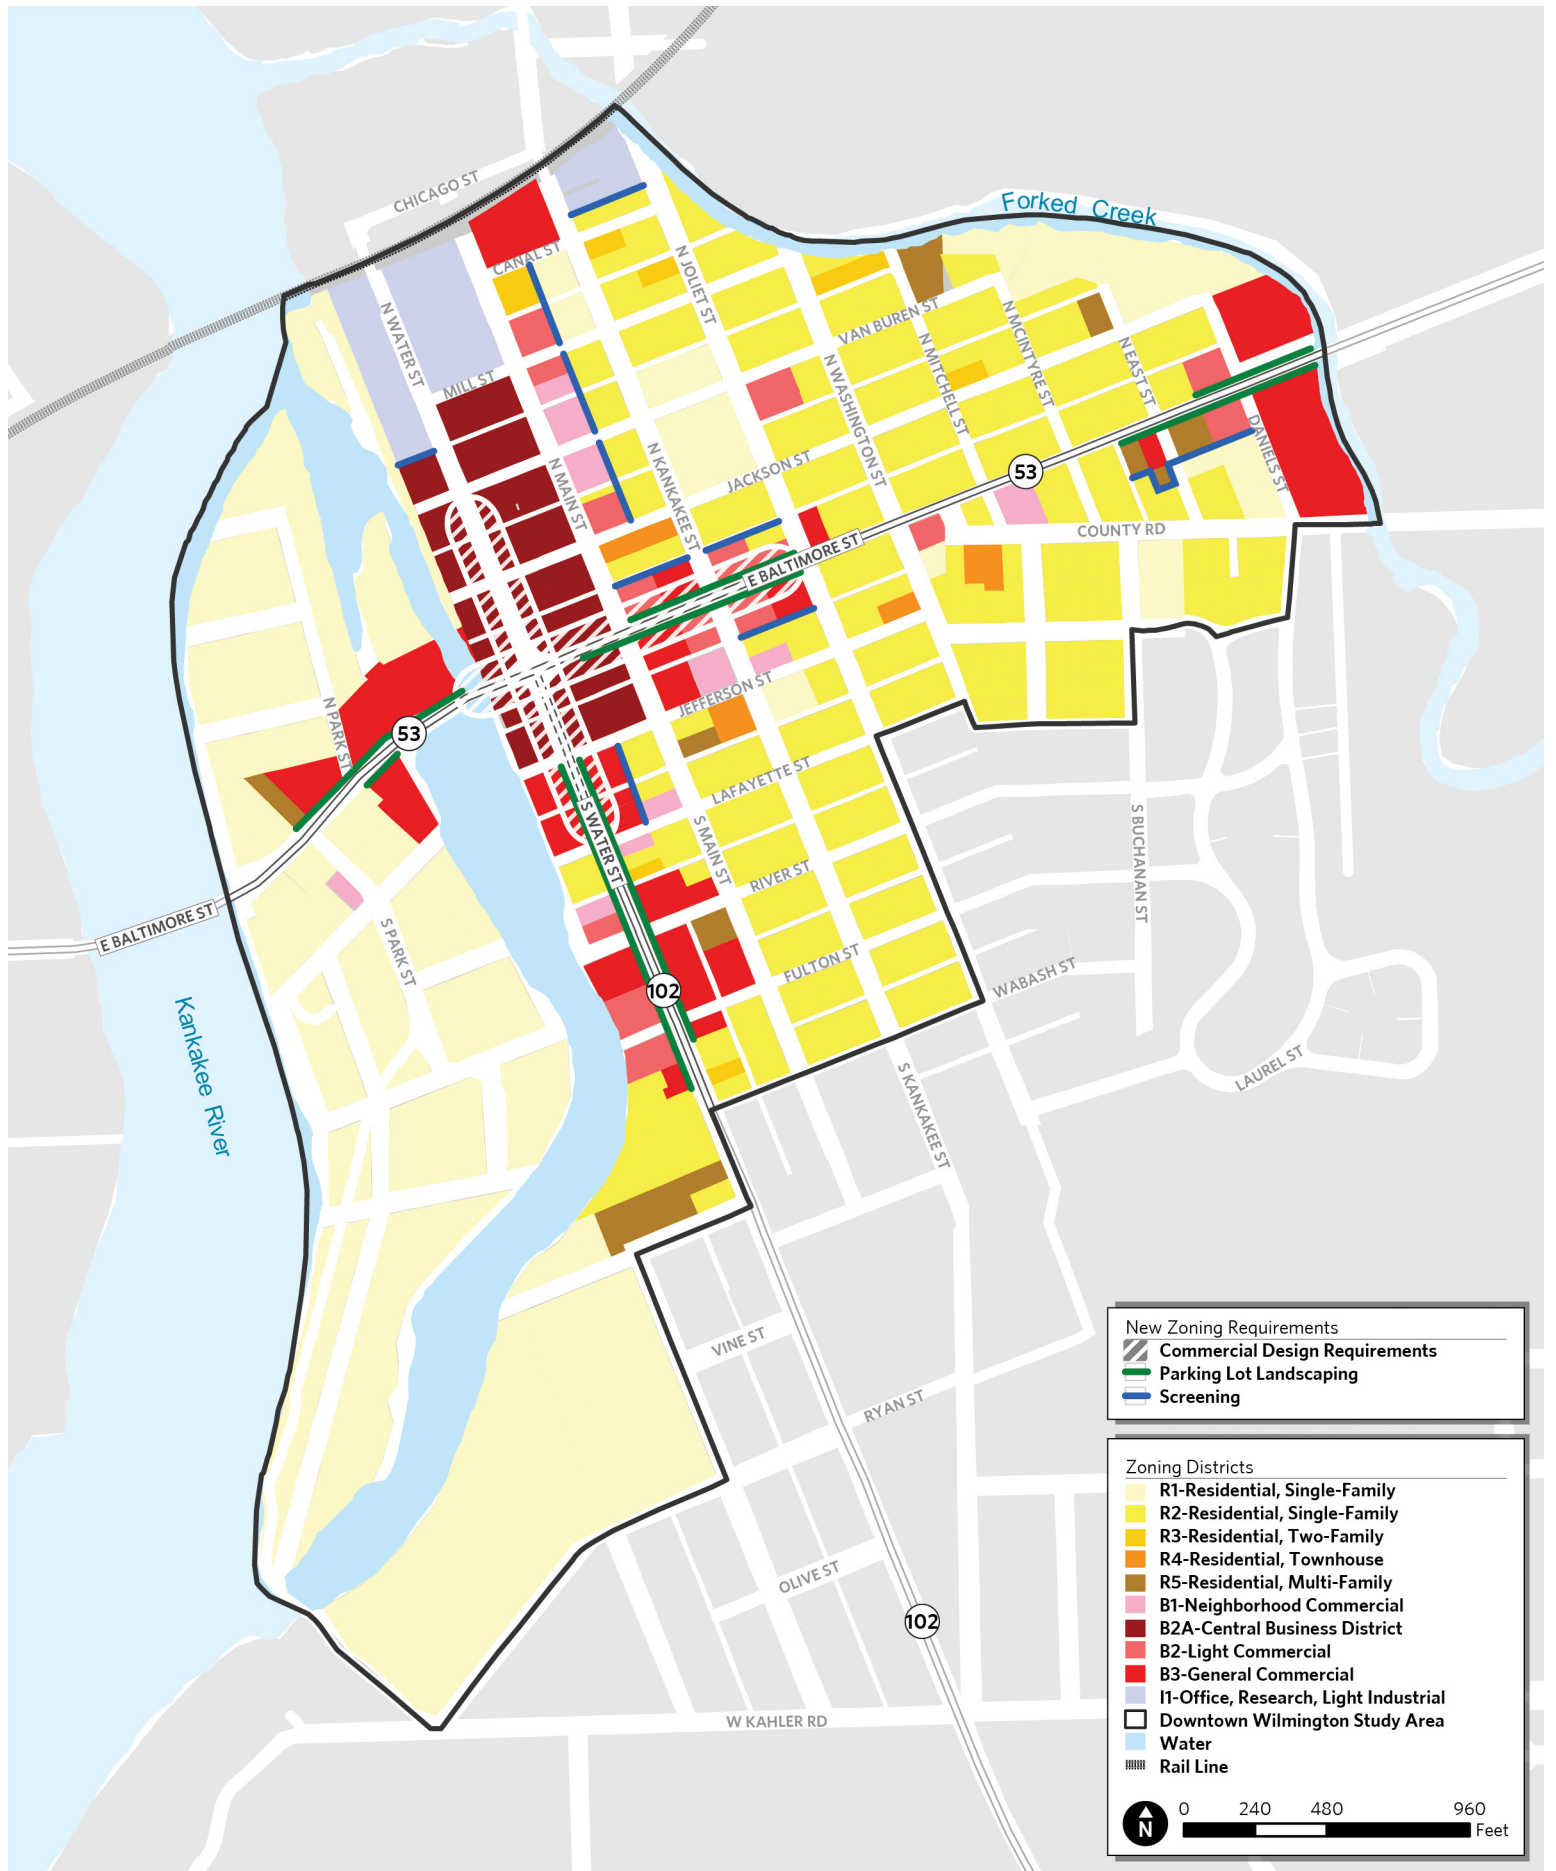 Forked Creek
CHICAGO ST
CANAL ST
N JOLIET ST
N WATER ST
VAN BUREN ST
N MCINTYRE ST
N MITCHELL ST
N EAST ST
N WASHINGTON ST
MILL ST
DANIELS ST
N MAIN ST
N KANKAKEE ST
JACKSON ST
53
COUNTY RD
E BALTIMORE ST
N PARK ST
JEFFERSON ST
53
LAFAYETTE ST
S WATER ST
S MAIN ST
S BUCHANAN ST
RIVER ST
E BALTIMORE ST
S PARK ST
FULTON ST
WABASH ST
102
Kankakee River
LAUREL ST
S KANKAKEE ST
VINE ST
RYAN ST
OLIVE ST
102
W KAHLER RD
New Zoning Requirements
Commercial Design Requirements
Parking Lot Landscaping
Screening
Zoning Districts
R1-Residential, Single-Family
R2-Residential, Single-Family
R3-Residential, Two-Family
R4-Residential, Townhouse
R5-Residential, Multi-Family
B1-Neighborhood Commercial
B2A-Central Business District
B2-Light Commercial
B3-General Commercial
I1-Office, Research, Light Industrial
Downtown Wilmington Study Area
Water
Rail Line
N
0 240 480 960
Feet